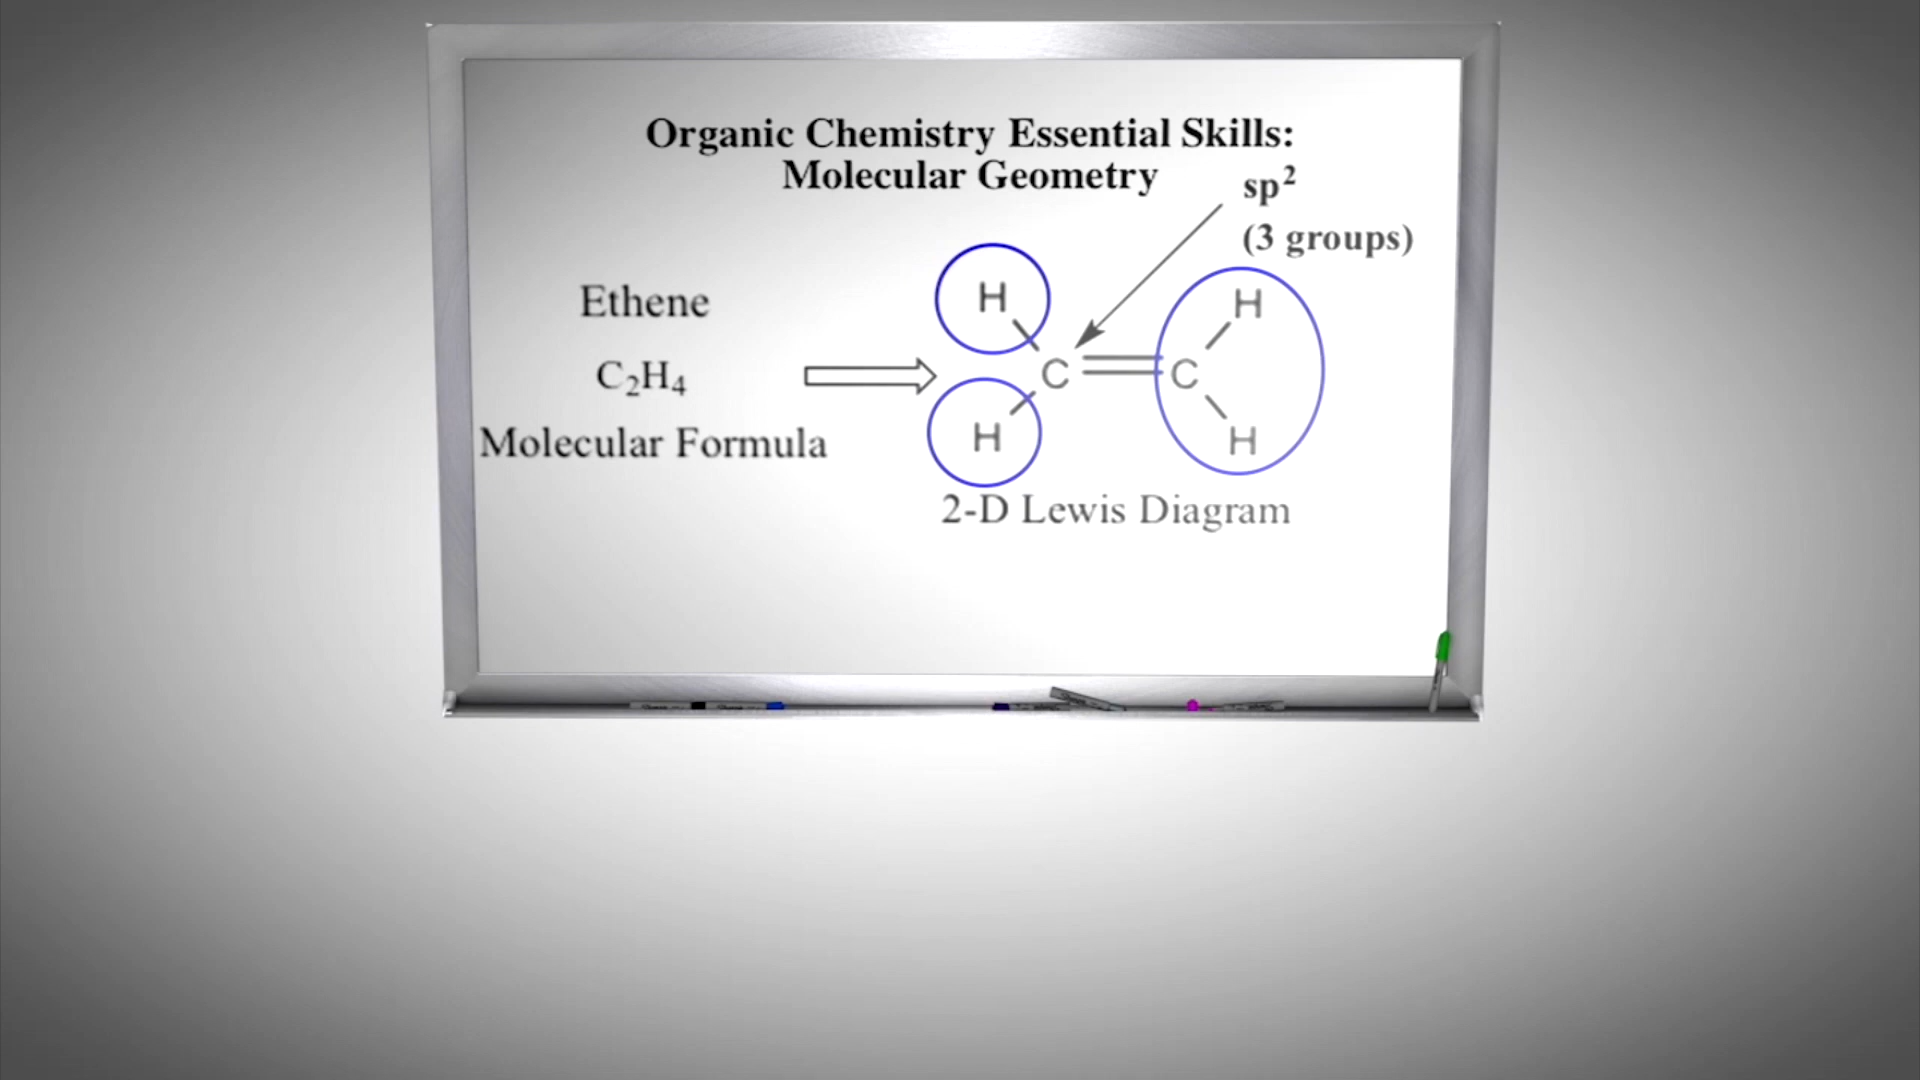 Organic Chemistry Essential Skills:
Molecular Geometry
sp²
(3 groups)
Ethene
C₂H₄
Molecular Formula
H
H
C
C
H
H
2-D Lewis Diagram